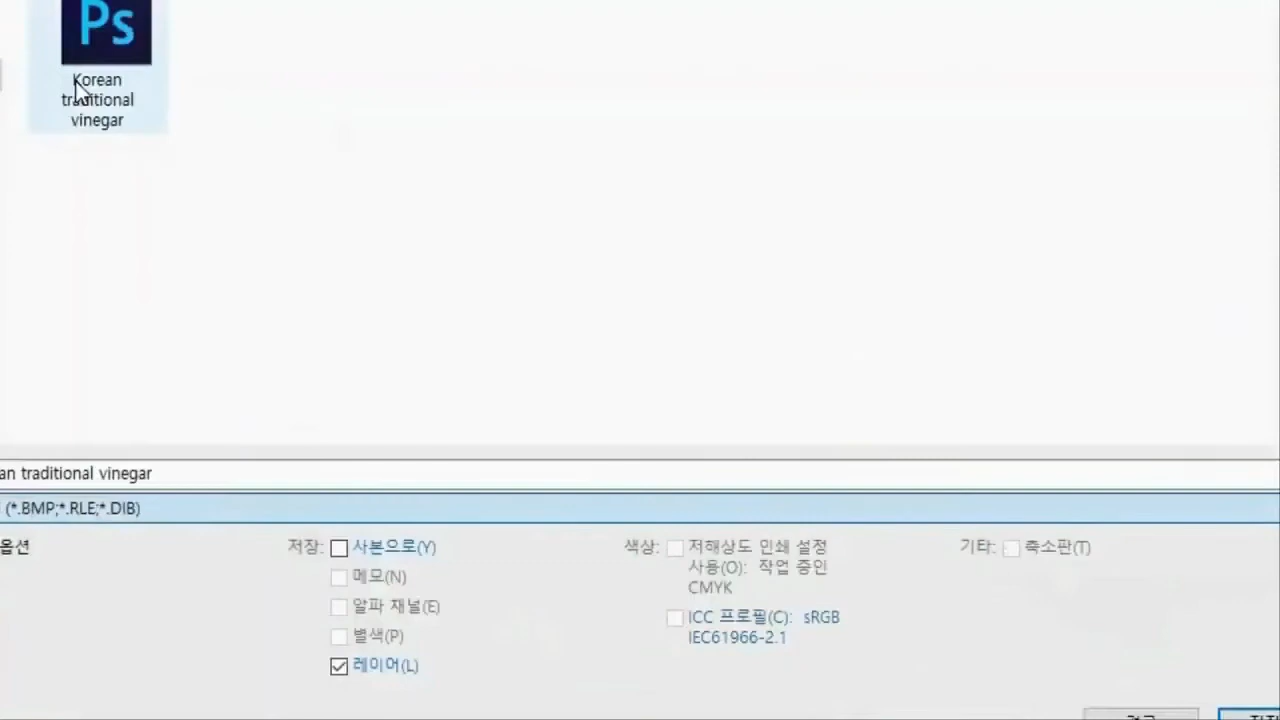 Ps
Korean
traditional
vinegar
an traditional vinegar
(*.BMP;*.RLE;*.DIB)
옵션
저장: 사본으로(Y)
메모(N)
알파 채널(E)
별색(P)
레이어(L)
색상: 저해상도 인쇄 설정
사용(O): 작업 중인
CMYK
ICC 프로필(C): sRGB
IEC61966-2.1
기타: 축소판(T)